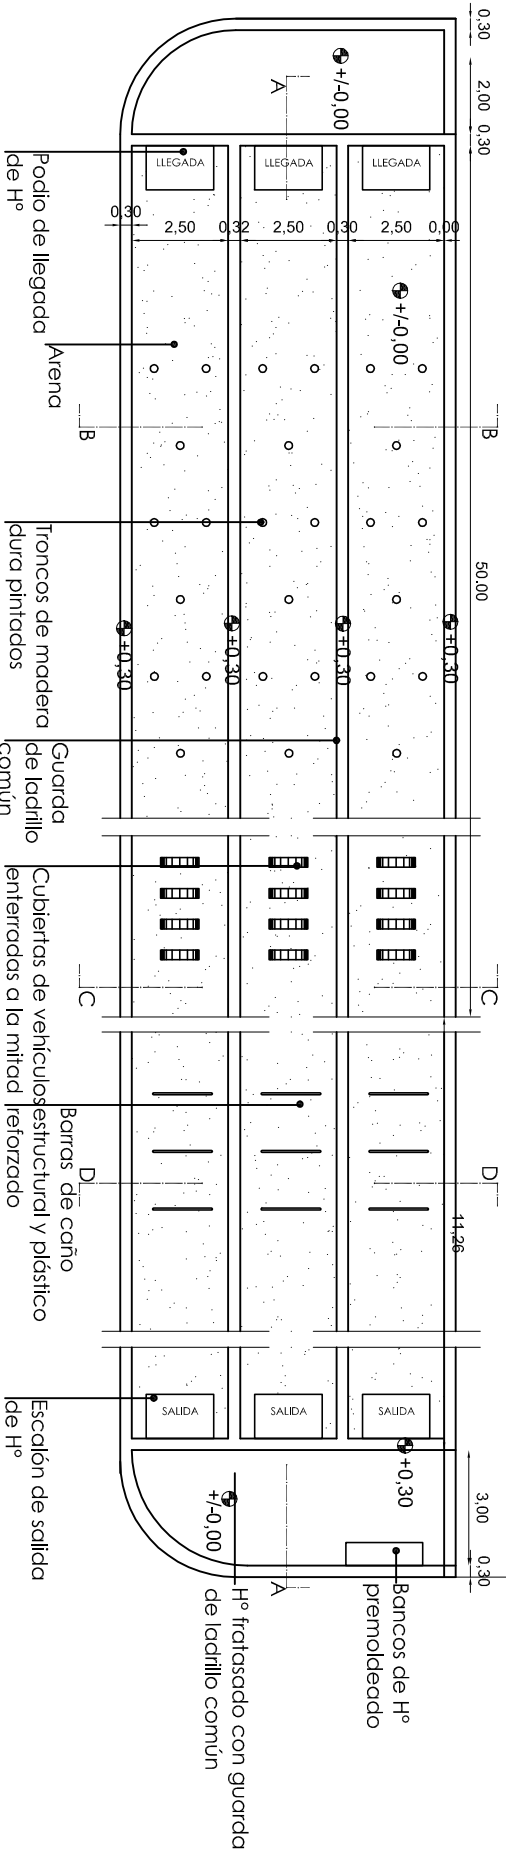 0,30
2,00
0,30
50.00
11,26
3,00
0,30
+/-0,00
A
LLEGADA
LLEGADA
LLEGADA
0,30
2,50
0,32
2,50
0,30
2,50
0,00
+/-0,00
B
B
+0,30
+0,30
+0,30
+0,30
C
C
D
D
SALIDA
SALIDA
SALIDA
+0,30
+/-0,00
A
Podio de llegada
de Hº
Arena
Troncos de madera
dura pintados
Guarda
de ladrillo
común
Cubiertas de vehículos
enterradas a la mitad
Barras de caño
estructural y plástico
reforzado
Escalón de salida
de Hº
Bancos de Hº
premoldeado
Hº fratasado con guarda
de ladrillo común